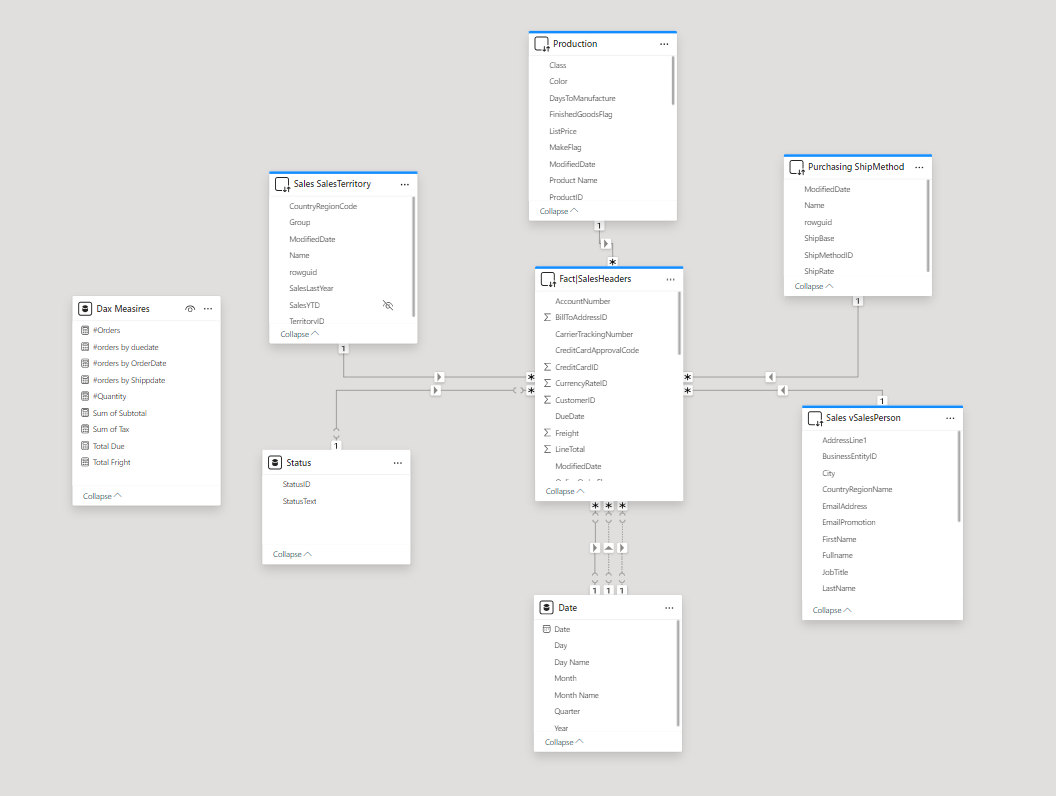 Production
Class
Color
DaysToManufacture
FinishedGoodsFlag
ListPrice
MakeFlag
ModifiedDate
Product Name
ProductID
Collapse
1
*
Purchasing ShipMethod
ModifiedDate
Name
rowguid
ShipBase
ShipMethodID
ShipRate
Collapse
1
*
Sales SalesTerritory
CountryRegionCode
Group
ModifiedDate
Name
rowguid
SalesLastYear
SalesYTD
TerritoryID
Collapse
1
*
Fact|SalesHeaders
AccountNumber
BillToAddressID
CarrierTrackingNumber
CreditCardApprovalCode
CreditCardID
CurrencyRateID
CustomerID
DueDate
Freight
LineTotal
ModifiedDate
Collapse
* * *
1 1 1
Dax Measires
#Orders
#orders by duedate
#orders by OrderDate
#orders by Shippdate
#Quantity
Sum of Subtotal
Sum of Tax
Total Due
Total Fright
Collapse
*
1
Status
StatusID
StatusText
Collapse
*
1
Sales vSalesPerson
AddressLine1
BusinessEntityID
City
CountryRegionName
EmailAddress
EmailPromotion
FirstName
Fullname
JobTitle
LastName
Collapse
Date
Date
Day
Day Name
Month
Month Name
Quarter
Year
Collapse